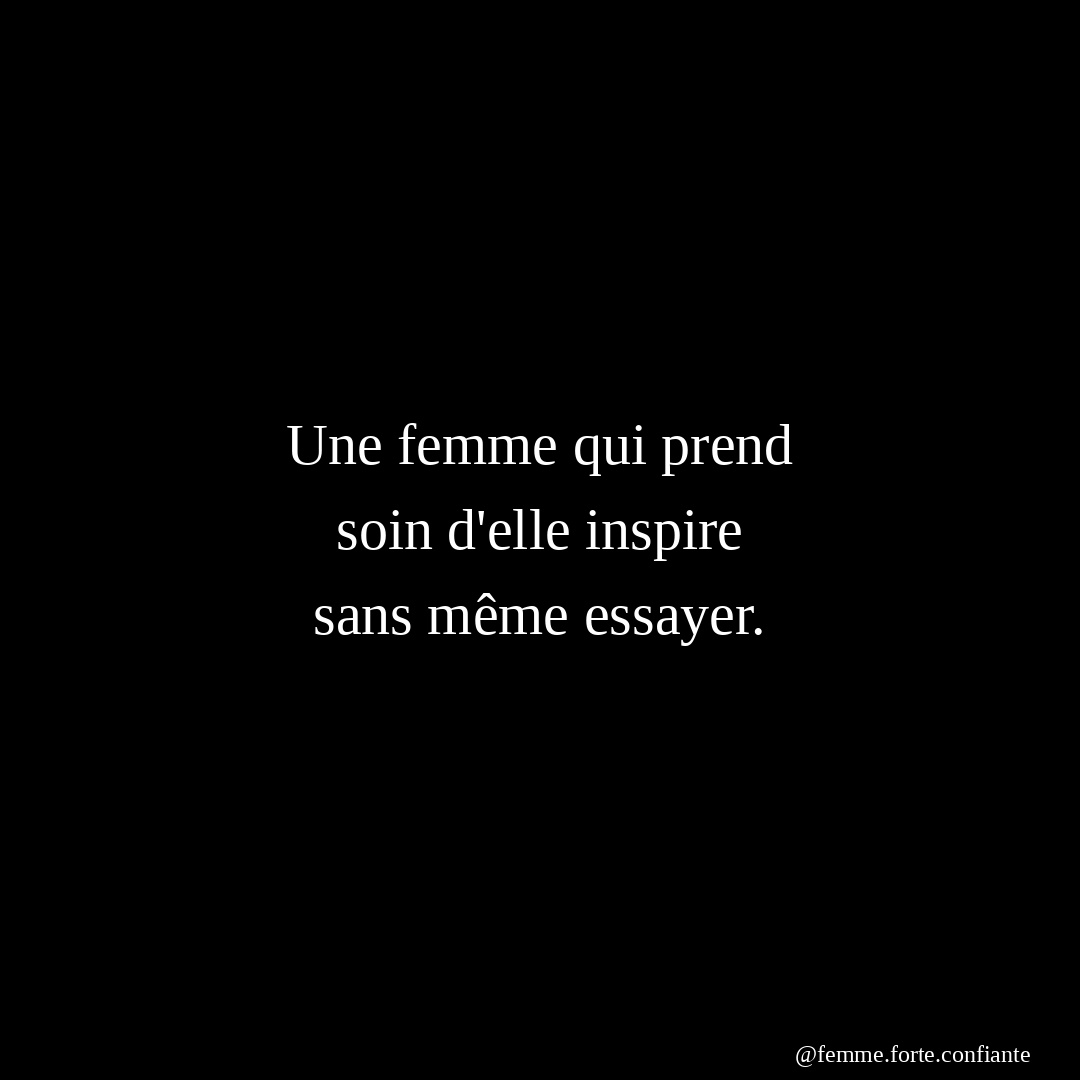 Une femme qui prend
soin d'elle inspire
sans même essayer.
@femme.forte.confiante